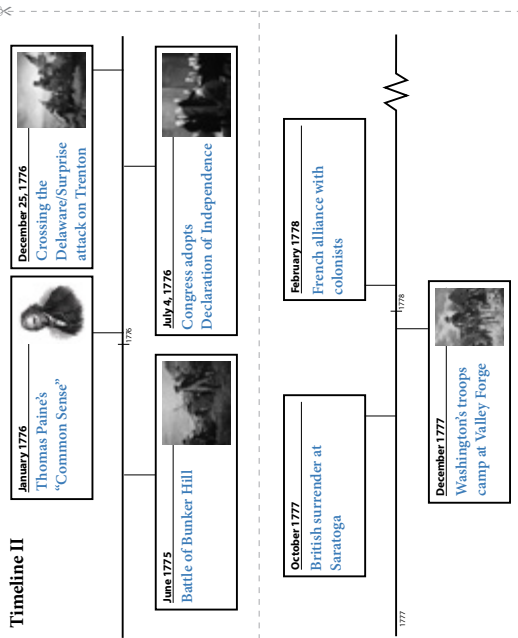 Timeline II
June 1775
Battle of Bunker Hill
January 1776
Thomas Paine's
“Common Sense”
1776
July 4, 1776
Congress adopts
Declaration of Independence
December 25, 1776
Crossing the
Delaware/Surprise
attack on Trenton
1777
October 1777
British surrender at
Saratoga
December 1777
Washington's troops
camp at Valley Forge
1778
February 1778
French alliance with
colonists